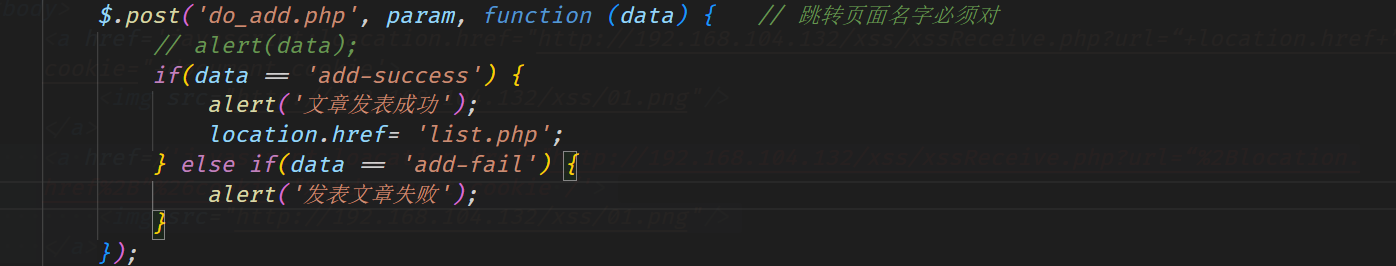 $.post('do_add.php', param, function (data) {   // 跳转页面名字必须对
// alert(data);
if(data == 'add-success') {
alert('文章发表成功');
location.href= 'list.php';
} else if(data == 'add-fail') {
alert('发表文章失败');
}
});